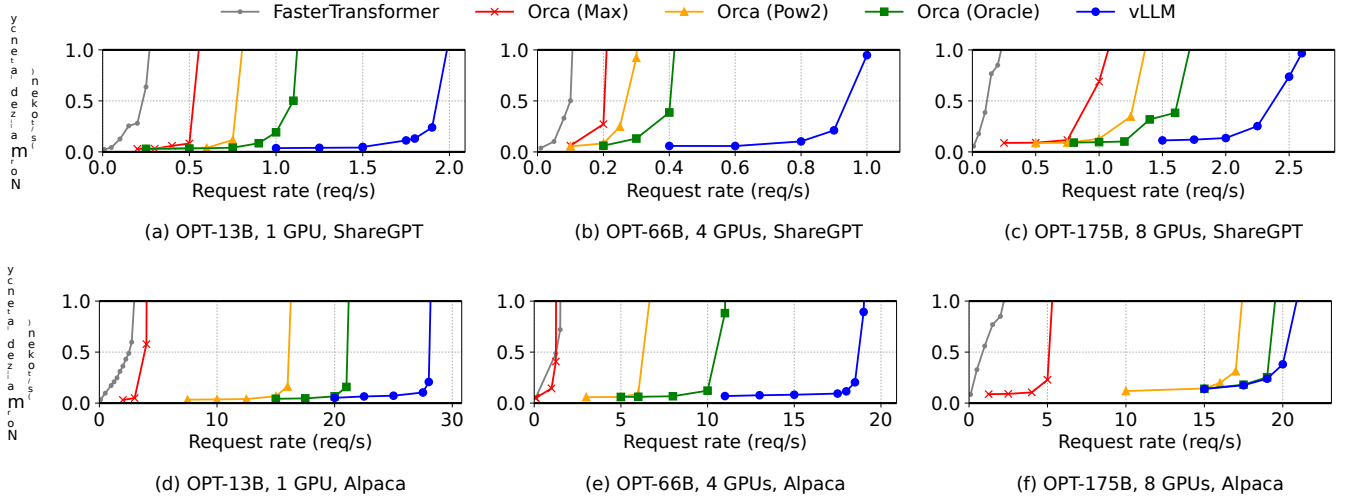 FasterTransformer Orca (Max) Orca (Pow2) Orca (Oracle) vLLM
Normalized latency
(s/token)
1.0
0.5
0.0
0.0 0.5 1.0 1.5 2.0
Request rate (req/s)
(a) OPT-13B, 1 GPU, ShareGPT
1.0
0.5
0.0
0.0 0.2 0.4 0.6 0.8 1.0
Request rate (req/s)
(b) OPT-66B, 4 GPUs, ShareGPT
1.0
0.5
0.0
0.0 0.5 1.0 1.5 2.0 2.5
Request rate (req/s)
(c) OPT-175B, 8 GPUs, ShareGPT
Normalized latency
(s/token)
1.0
0.5
0.0
0 10 20 30
Request rate (req/s)
(d) OPT-13B, 1 GPU, Alpaca
1.0
0.5
0.0
0 5 10 15 20
Request rate (req/s)
(e) OPT-66B, 4 GPUs, Alpaca
1.0
0.5
0.0
0 5 10 15 20
Request rate (req/s)
(f) OPT-175B, 8 GPUs, Alpaca